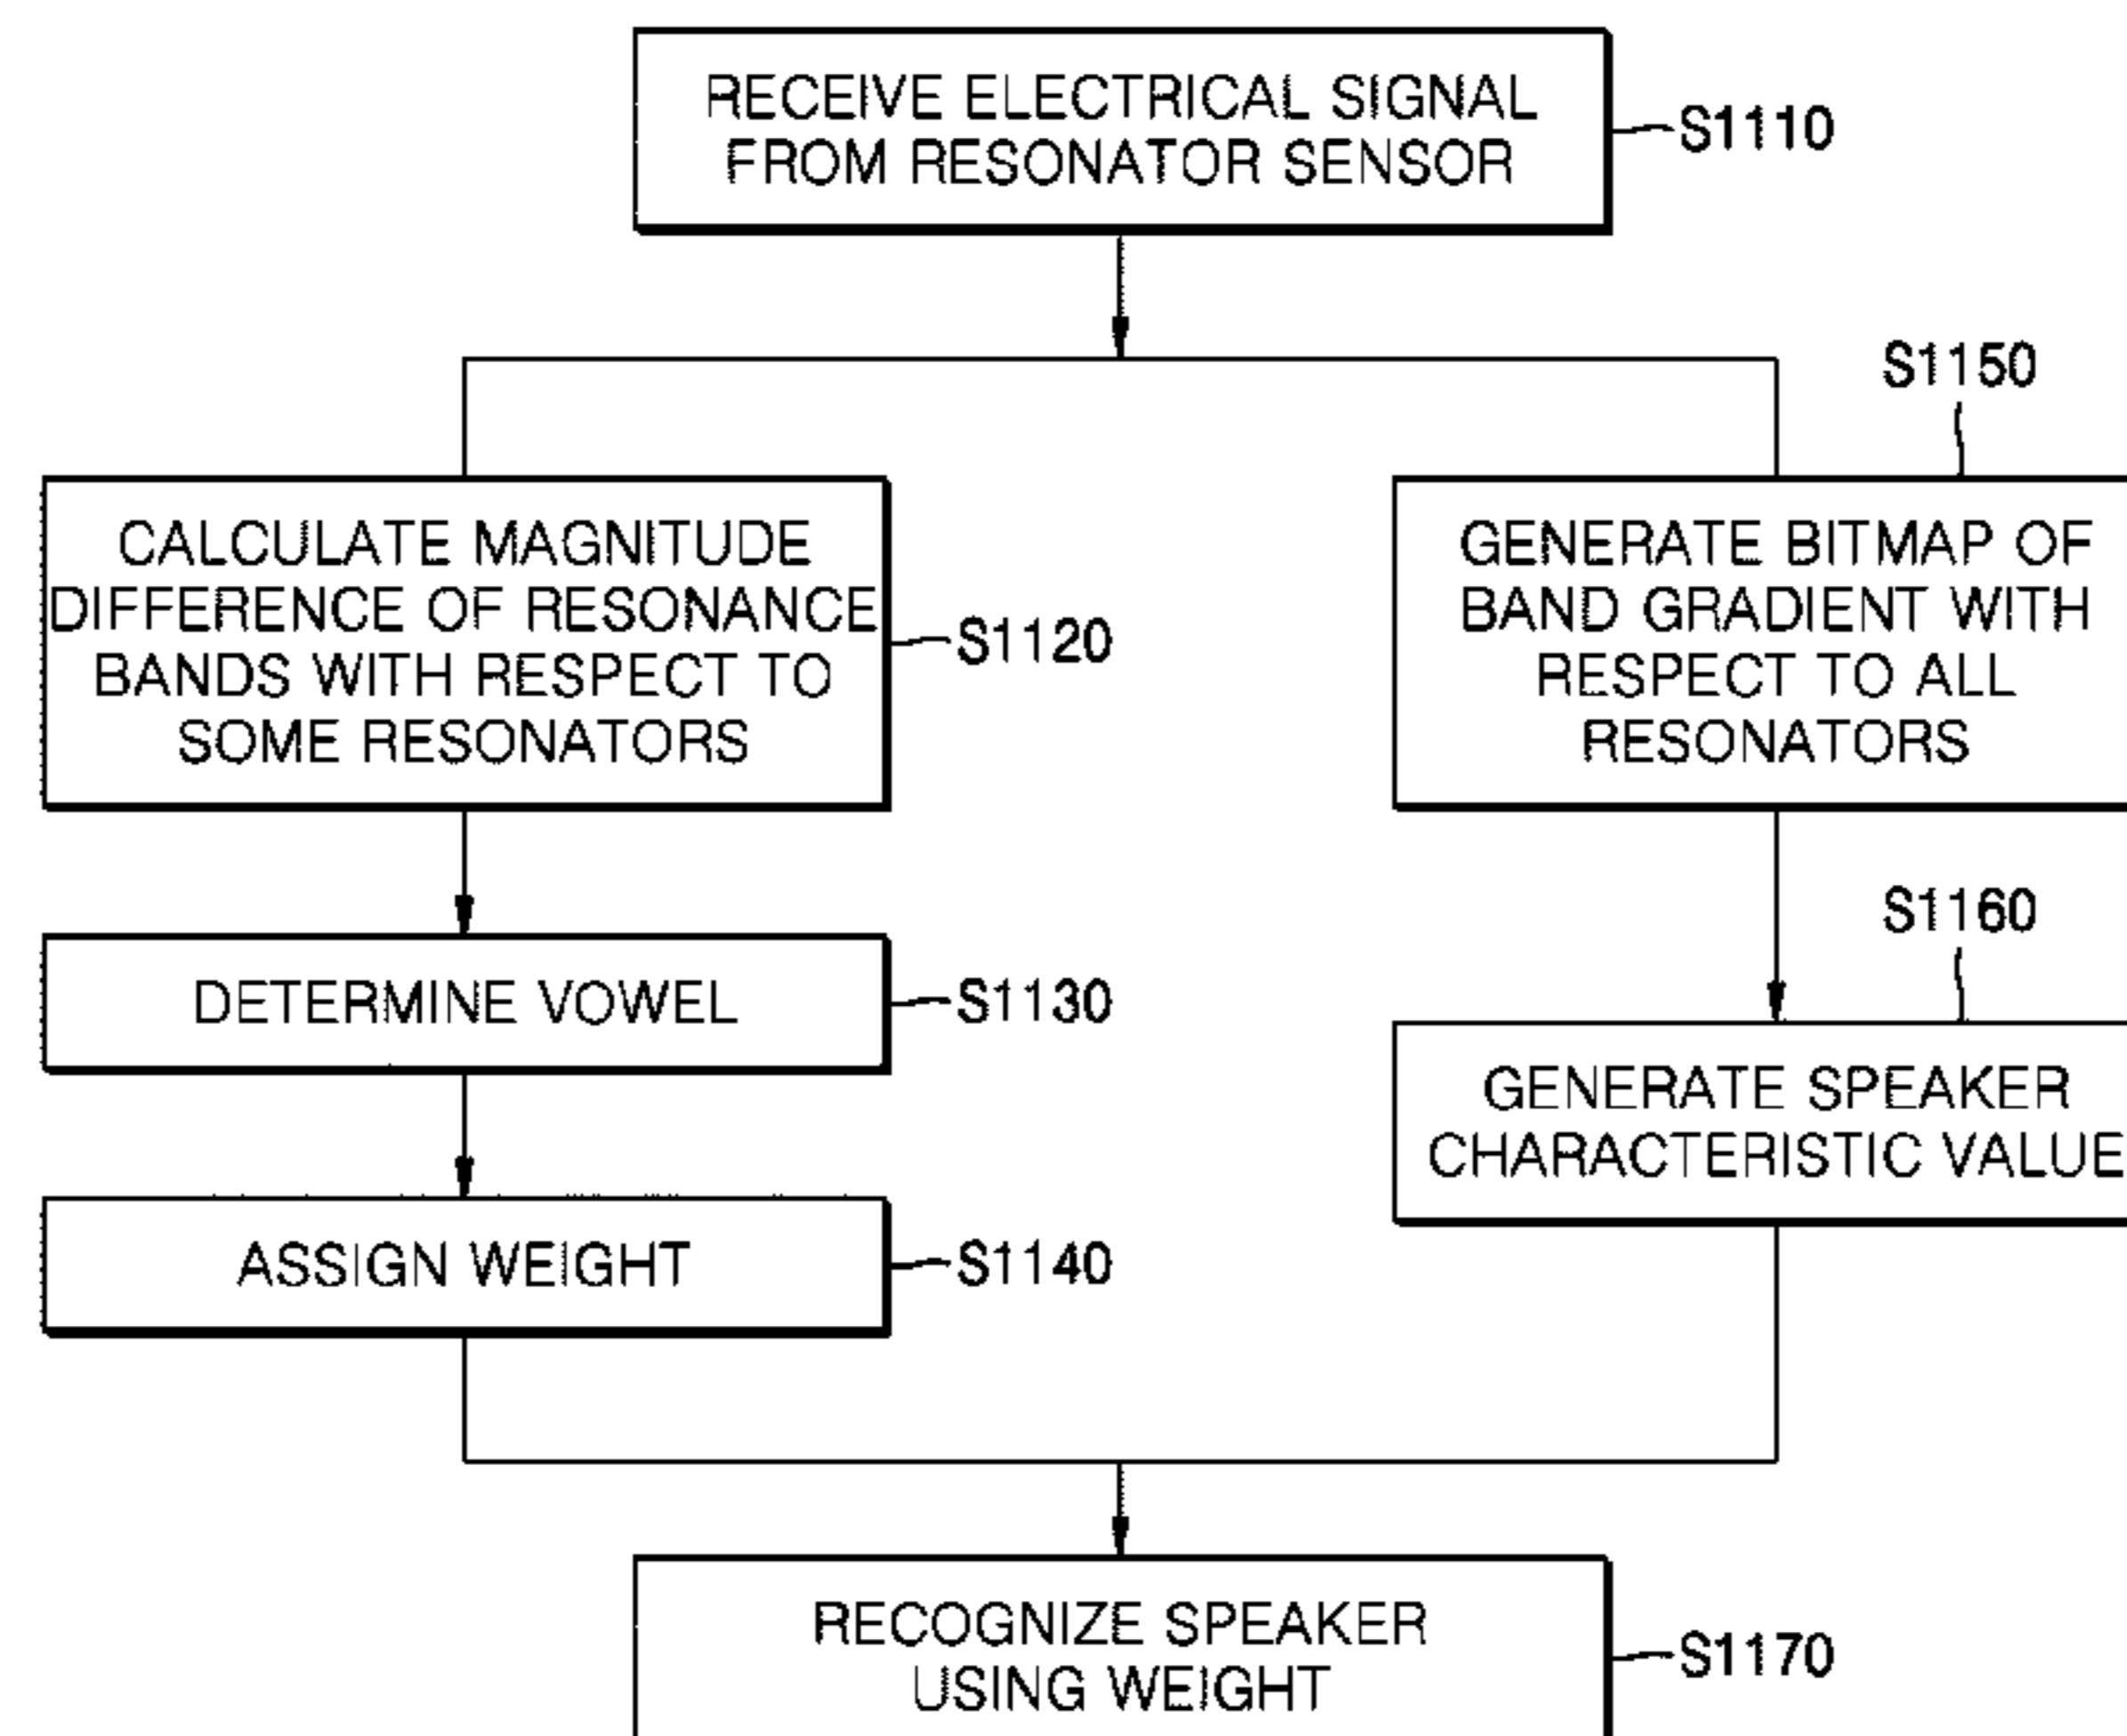 RECEIVE ELECTRICAL SIGNAL
FROM RESONATOR SENSOR
S1110
CALCULATE MAGNITUDE
DIFFERENCE OF RESONANCE
BANDS WITH RESPECT TO
SOME RESONATORS
S1120
DETERMINE VOWEL
S1130
ASSIGN WEIGHT
S1140
S1150
GENERATE BITMAP OF
BAND GRADIENT WITH
RESPECT TO ALL
RESONATORS
S1160
GENERATE SPEAKER
CHARACTERISTIC VALUE
RECOGNIZE SPEAKER
USING WEIGHT
S1170